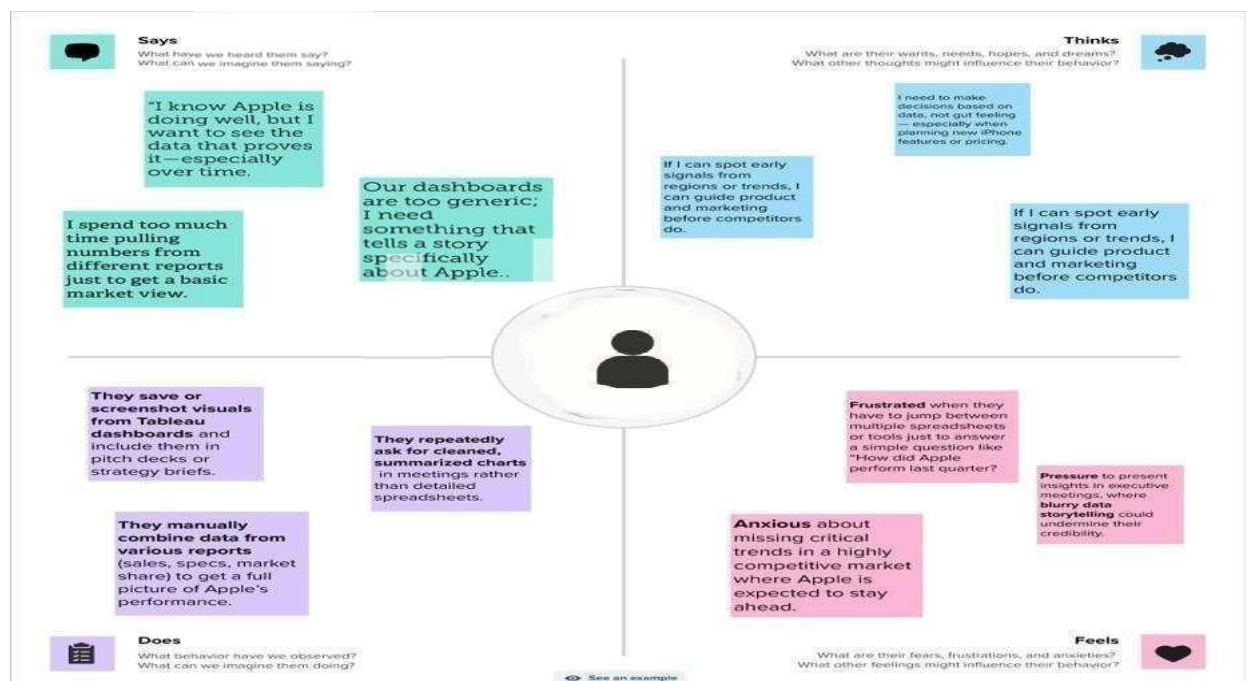 Says
What have we heard them say?
What can we imagine them saying?
"I know Apple is
doing well, but I
want to see the
data that proves
it—especially
over time.
Our dashboards
are too generic;
I need
something that
tells a story
specifically
about Apple..
I spend too much
time pulling
numbers from
different reports
just to get a basic
market view.
Thinks
What are their wants, needs, hopes, and dreams?
What other thoughts might influence their behavior?
I need to make
decisions based on
data, not gut feeling
— especially when
planning new iPhone
features or pricing.
If I can spot early
signals from
regions or trends, I
can guide product
and marketing
before competitors
do.
If I can spot early
signals from
regions or trends, I
can guide product
and marketing
before competitors
do.
They save or
screenshot visuals
from Tableau
dashboards and
include them in
pitch decks or
strategy briefs.
They repeatedly
ask for cleaned,
summarized charts
in meetings rather
than detailed
spreadsheets.
They manually
combine data from
various reports
(sales, specs, market
share) to get a full
picture of Apple's
performance.
Does
What behavior have we observed?
What can we imagine them doing?
Frustrated when they
have to jump between
multiple spreadsheets
or tools just to answer
a simple question like
"How did Apple
perform last quarter?
Pressure to present
insights in executive
meetings, where
blurry data
storytelling could
undermine their
credibility.
Anxious about
missing critical
trends in a highly
competitive market
where Apple is
expected to stay
ahead.
Feels
What are their fears, frustrations, and anxieties?
What other feelings might influence their behavior?
See an example